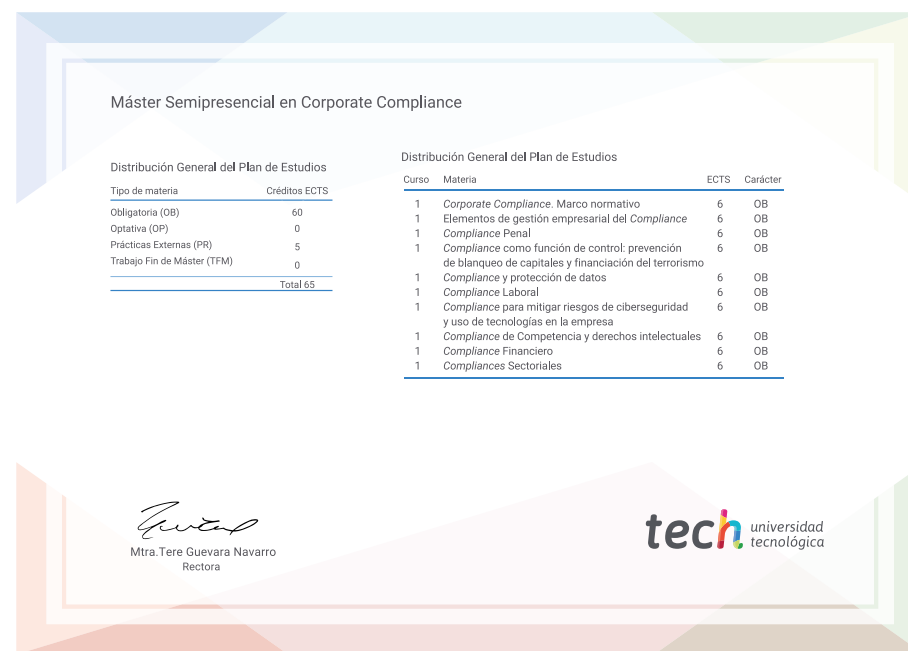 Máster Semipresencial en Corporate Compliance
Distribución General del Plan de Estudios
Tipo de materia Créditos ECTS
Obligatoria (OB) 60
Optativa (OP) 0
Prácticas Externas (PR) 5
Trabajo Fin de Máster (TFM) 0
Total 65
Distribución General del Plan de Estudios
Curso Materia ECTS Carácter
1 Corporate Compliance. Marco normativo 6 OB
1 Elementos de gestión empresarial del Compliance 6 OB
1 Compliance Penal 6 OB
1 Compliance como función de control: prevención 6 OB
de blanqueo de capitales y financiación del terrorismo
1 Compliance y protección de datos 6 OB
1 Compliance Laboral 6 OB
1 Compliance para mitigar riesgos de ciberseguridad 6 OB
y uso de tecnologías en la empresa
1 Compliance de Competencia y derechos intelectuales 6 OB
1 Compliance Financiero 6 OB
1 Compliances Sectoriales 6 OB
Mtra.Tere Guevara Navarro
Rectora
tech universidad
tecnológica